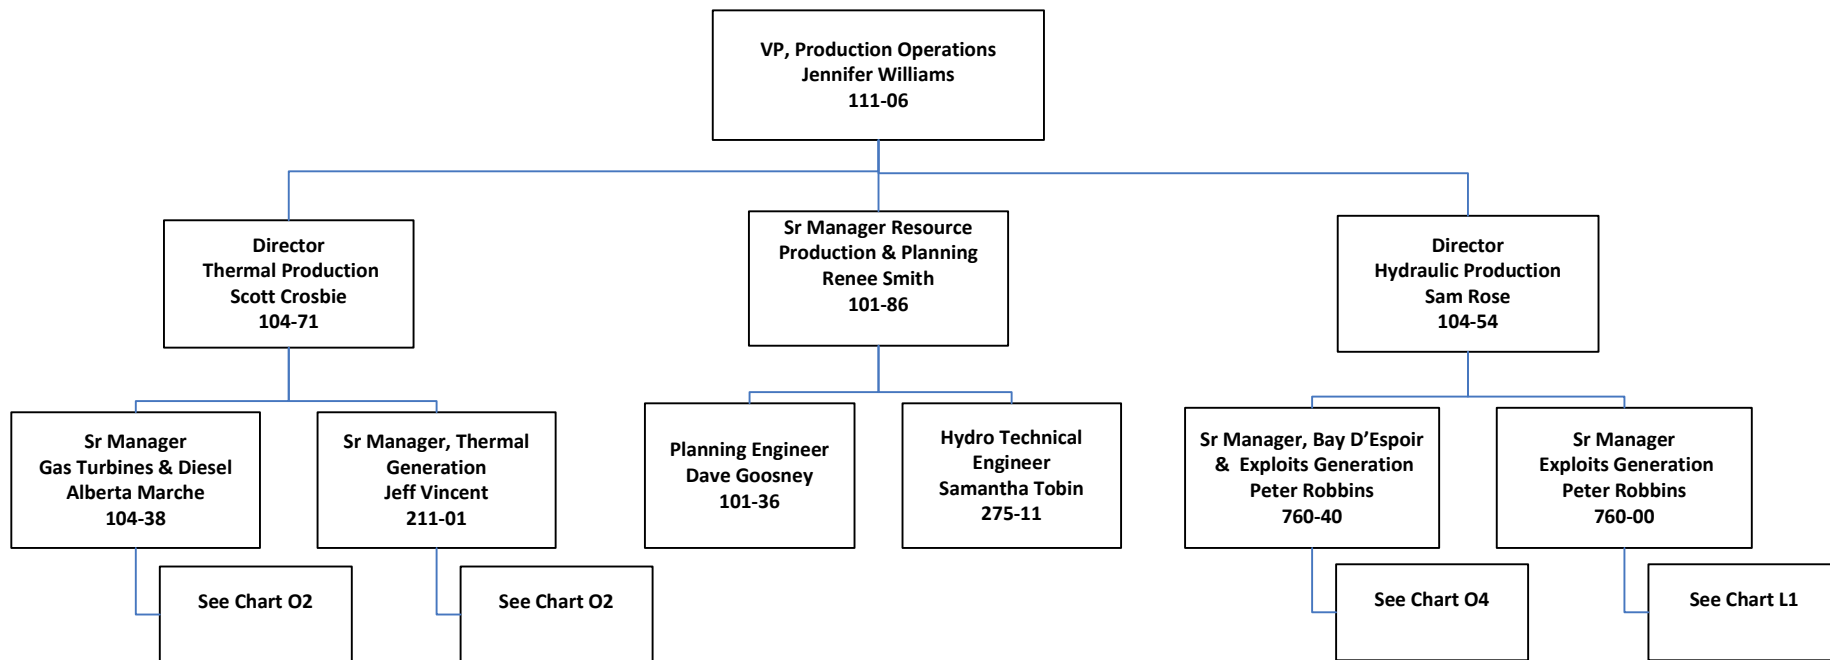 VP, Production Operations
Jennifer Williams
111-06
Director
Thermal Production
Scott Crosbie
104-71
Sr Manager Resource
Production & Planning
Renee Smith
101-86
Director
Hydraulic Production
Sam Rose
104-54
Sr Manager
Gas Turbines & Diesel
Alberta Marche
104-38
Sr Manager, Thermal
Generation
Jeff Vincent
211-01
Planning Engineer
Dave Goosney
101-36
Hydro Technical
Engineer
Samantha Tobin
275-11
Sr Manager, Bay D’Espoir
& Exploits Generation
Peter Robbins
760-40
Sr Manager
Exploits Generation
Peter Robbins
760-00
See Chart O2
See Chart O2
See Chart O4
See Chart L1